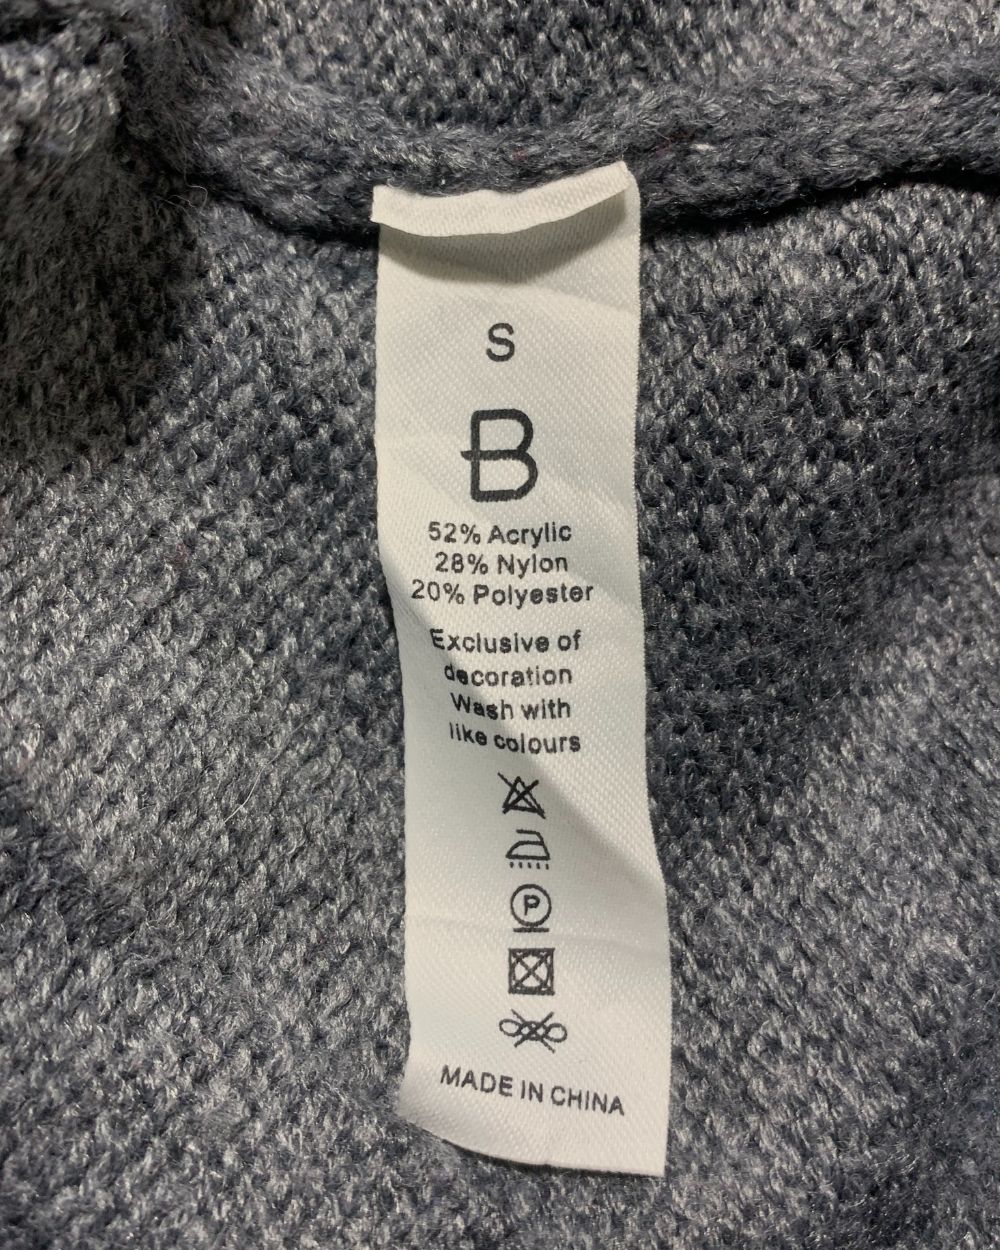 S
B
52% Acrylic
28% Nylon
20% Polyester
Exclusive of
decoration
Wash with
like colours
P
MADE IN CHINA